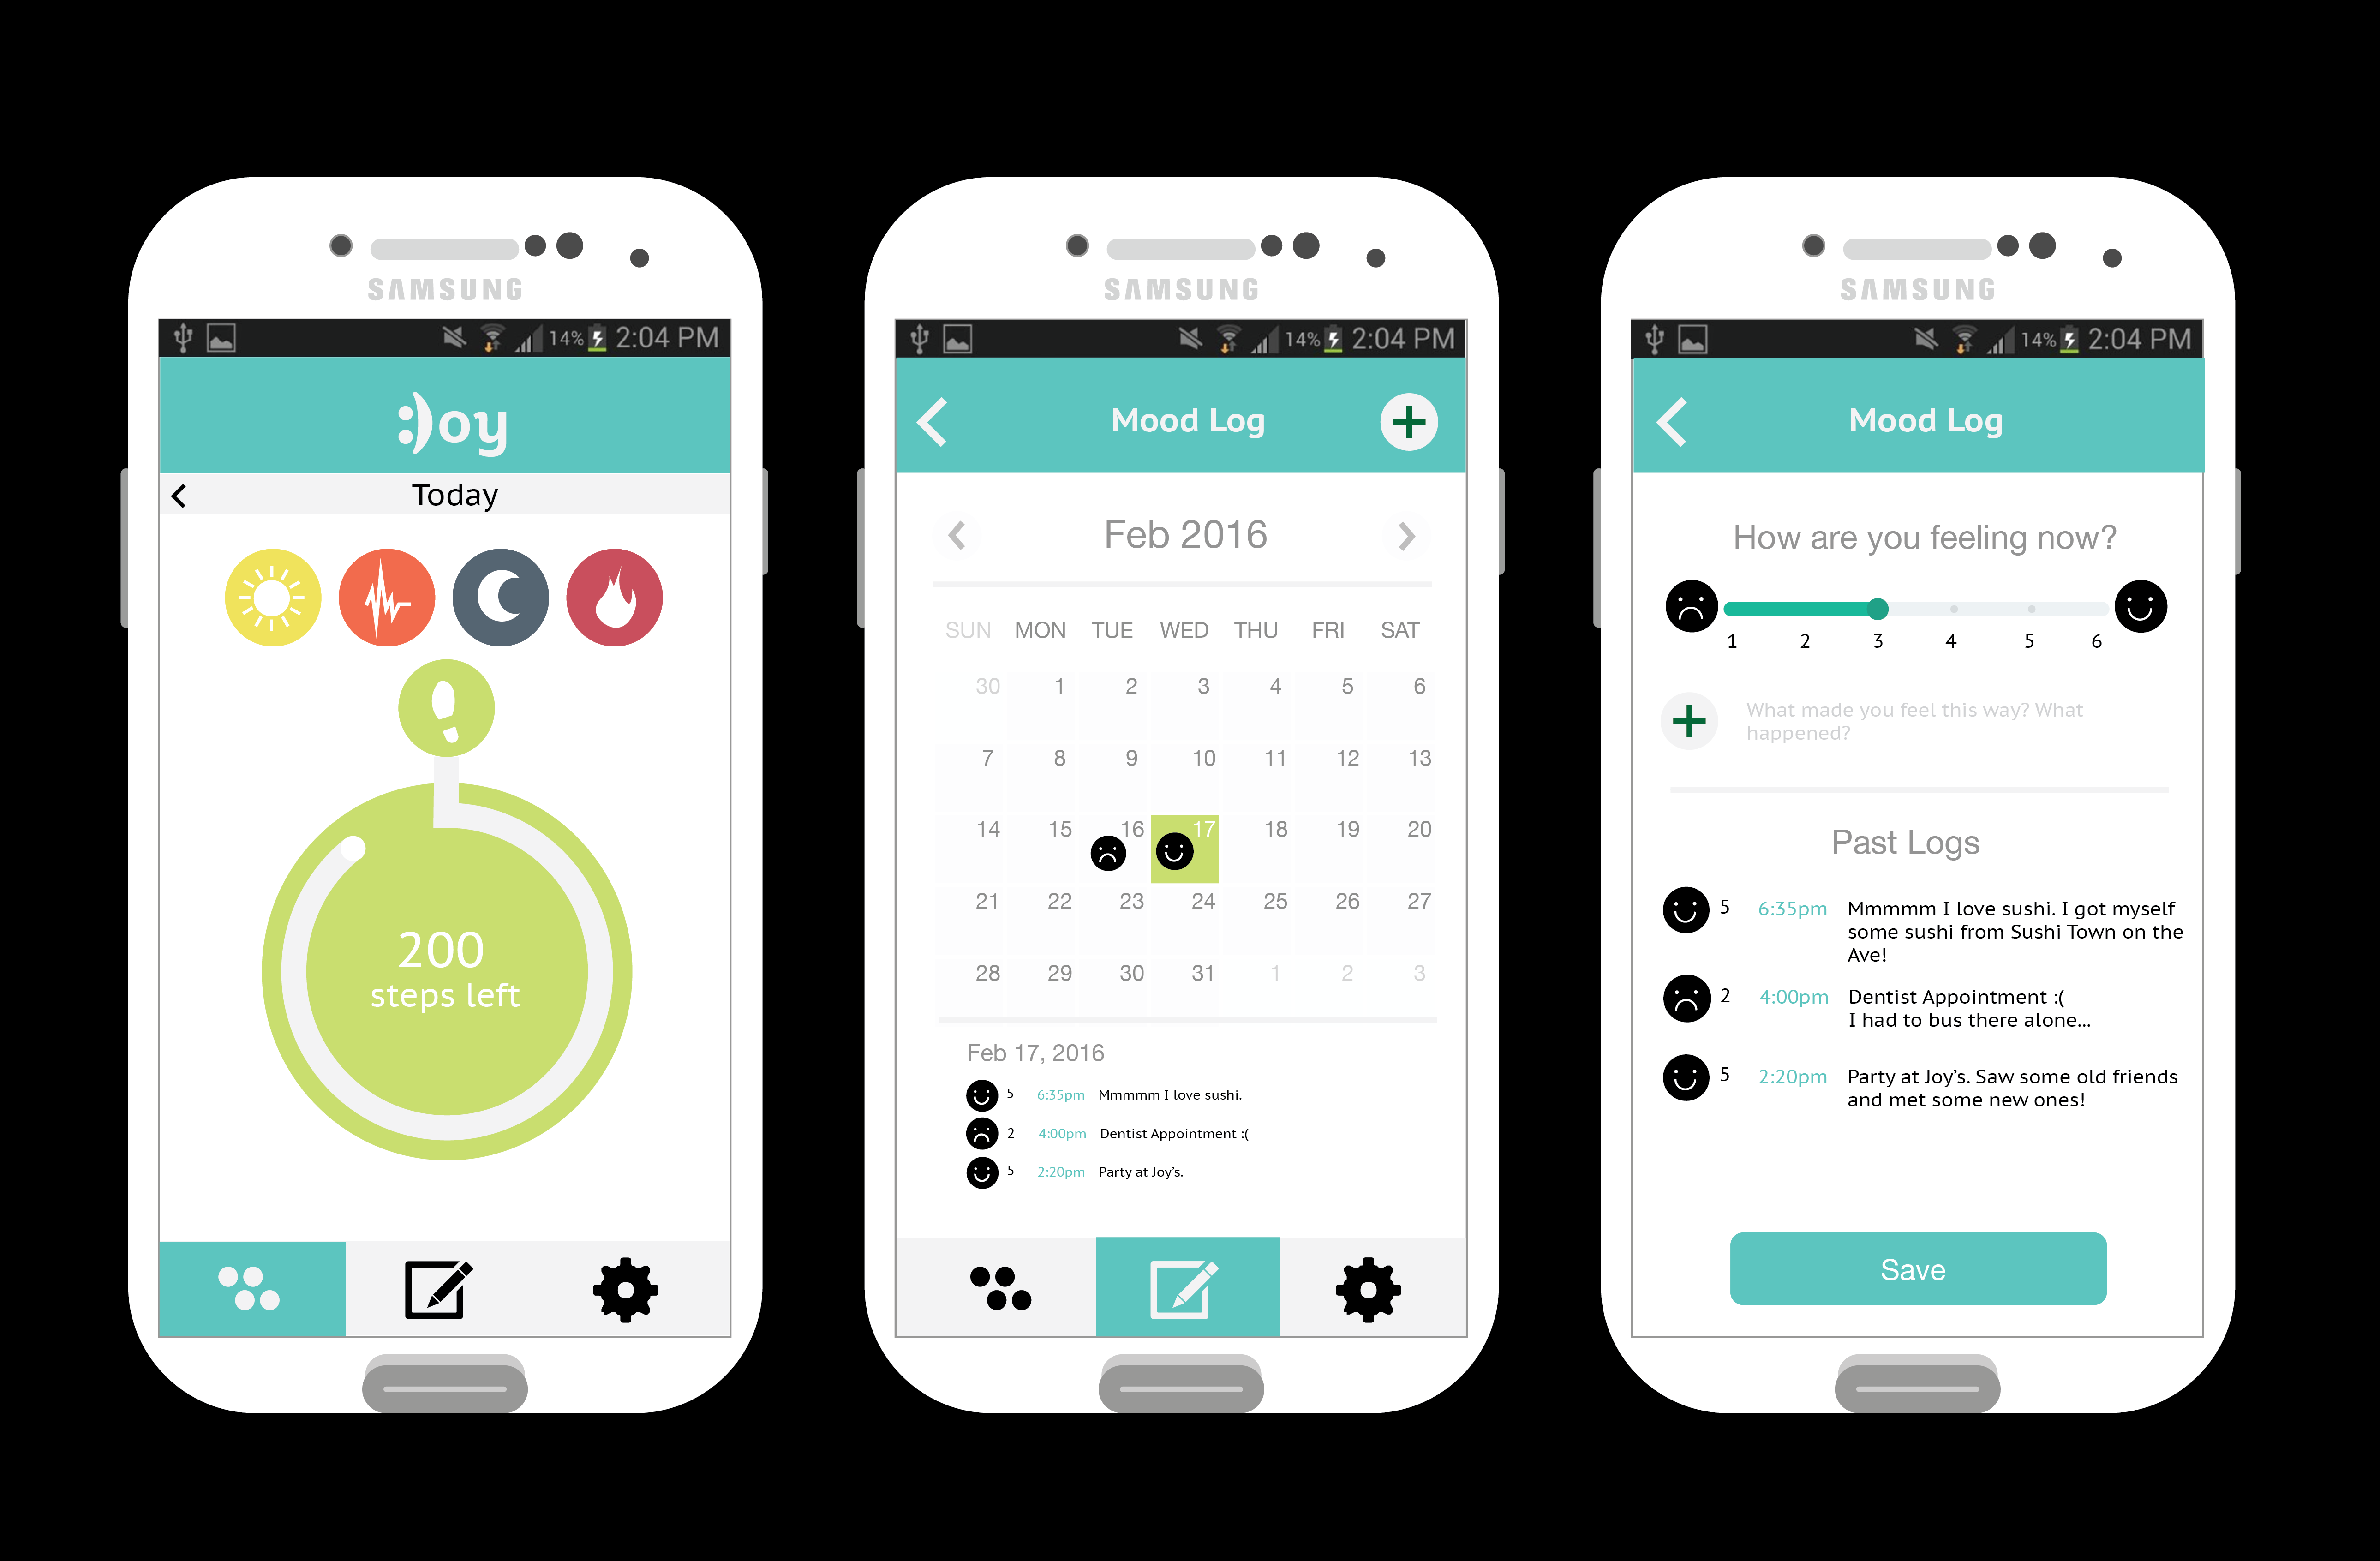 SAMSUNG
14% 2:04 PM
:)oy
Today
200
steps left
SAMSUNG
14% 2:04 PM
Mood Log
Feb 2016
SUN MON TUE WED THU FRI SAT
30 1 2 3 4 5 6
7 8 9 10 11 12 13
14 15 16 17 18 19 20
21 22 23 24 25 26 27
28 29 30 31 1 2 3
Feb 17, 2016
5 6:35pm Mmmmm I love sushi.
2 4:00pm Dentist Appointment :(
5 2:20pm Party at Joy's.
SAMSUNG
14% 2:04 PM
Mood Log
How are you feeling now?
1 2 3 4 5 6
What made you feel this way? What
happened?
Past Logs
5 6:35pm Mmmmm I love sushi. I got myself
some sushi from Sushi Town on the
Ave!
2 4:00pm Dentist Appointment :(
I had to bus there alone...
5 2:20pm Party at Joy's. Saw some old friends
and met some new ones!
Save